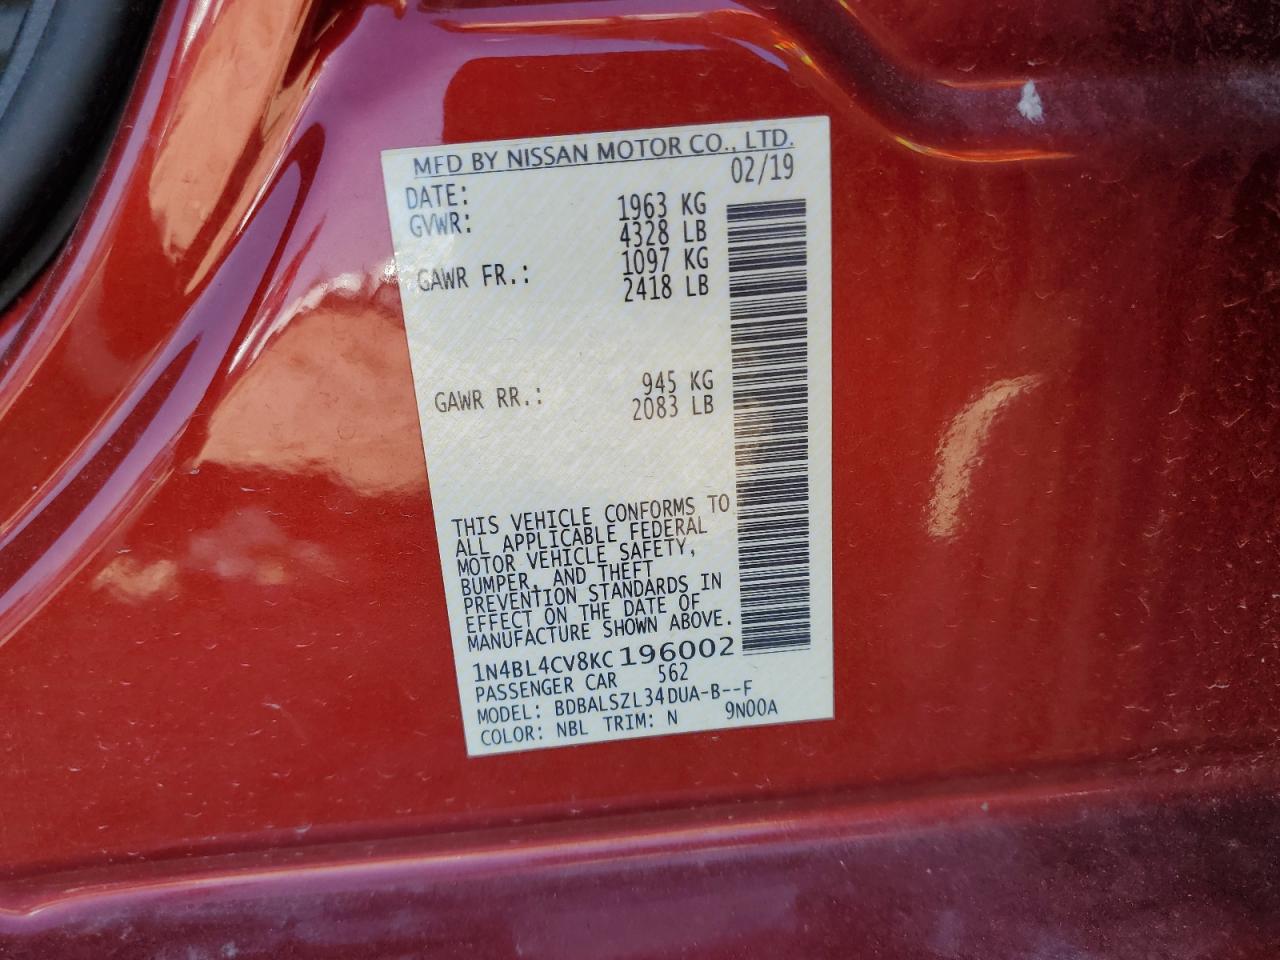 MFD BY NISSAN MOTOR CO., LTD.
DATE: 02/19
GVWR: 1963 KG
4328 LB
GAWR FR.: 1097 KG
2418 LB
GAWR RR.: 945 KG
2083 LB
THIS VEHICLE CONFORMS TO
ALL APPLICABLE FEDERAL
MOTOR VEHICLE SAFETY,
BUMPER, AND THEFT
PREVENTION STANDARDS IN
EFFECT ON THE DATE OF
MANUFACTURE SHOWN ABOVE.
1N4BL4CV8KC196002
PASSENGER CAR 562
MODEL: BDBALSZL34DUA-B--F
COLOR: NBL TRIM: N 9N00A